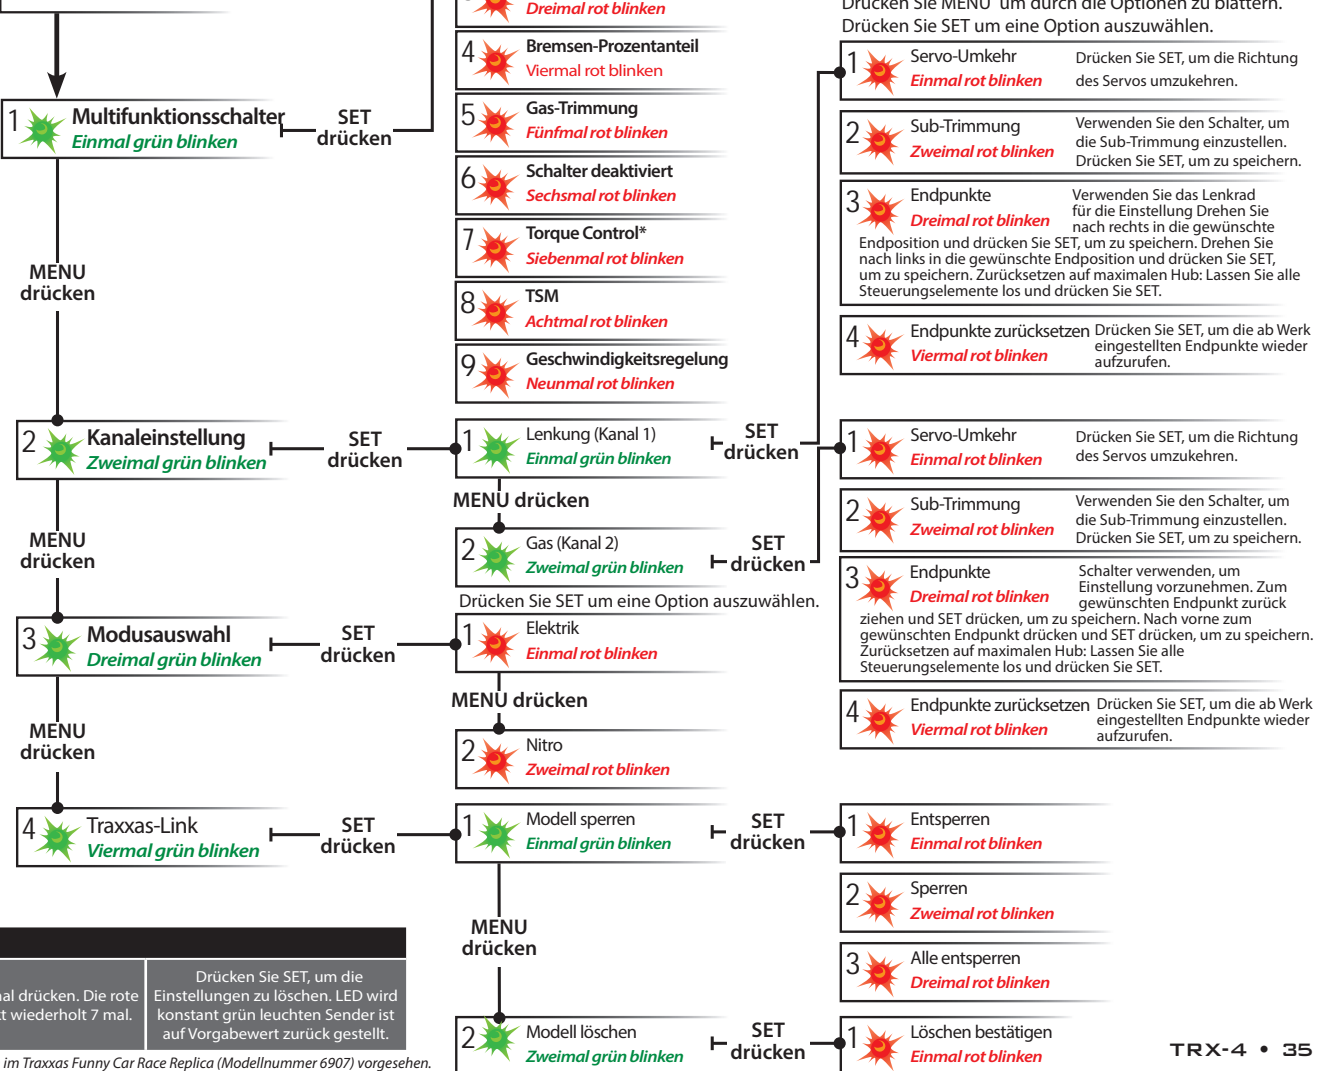 1
Multifunktionsschalter
Einmal grün blinken
SET
drücken
MENU
drücken
2
Kanaleinstellung
Zweimal grün blinken
SET
drücken
MENU
drücken
3
Modusauswahl
Dreimal grün blinken
SET
drücken
MENU
drücken
4
Traxxas-Link
Viermal grün blinken
SET
drücken
Dreimal rot blinken
4
Bremsen-Prozentanteil
Viermal rot blinken
5
Gas-Trimmung
Fünfmal rot blinken
6
Schalter deaktiviert
Sechsmal rot blinken
7
Torque Control*
Siebenmal rot blinken
8
TSM
Achtmal rot blinken
9
Geschwindigkeitsregelung
Neunmal rot blinken
1
Lenkung (Kanal 1)
Einmal grün blinken
SET
drücken
MENU drücken
2
Gas (Kanal 2)
Zweimal grün blinken
SET
drücken
Drücken Sie SET um eine Option auszuwählen.
1
Elektrik
Einmal rot blinken
MENU drücken
2
Nitro
Zweimal rot blinken
1
Modell sperren
Einmal grün blinken
SET
drücken
MENU
drücken
2
Modell löschen
Zweimal grün blinken
SET
drücken
Drücken Sie MENU um durch die Optionen zu blättern.
Drücken Sie SET um eine Option auszuwählen.
1
Servo-Umkehr
Einmal rot blinken
Drücken Sie SET, um die Richtung
des Servos umzukehren.
2
Sub-Trimmung
Zweimal rot blinken
Verwenden Sie den Schalter, um
die Sub-Trimmung einzustellen.
Drücken Sie SET, um zu speichern.
3
Endpunkte
Dreimal rot blinken
Verwenden Sie das Lenkrad
für die Einstellung Drehen Sie
nach rechts in die gewünschte
Endposition und drücken Sie SET, um zu speichern. Drehen Sie
nach links in die gewünschte Endposition und drücken Sie SET,
um zu speichern. Zurücksetzen auf maximalen Hub: Lassen Sie alle
Steuerungselemente los und drücken Sie SET.
4
Endpunkte zurücksetzen
Viermal rot blinken
Drücken Sie SET, um die ab Werk
eingestellten Endpunkte wieder
aufzurufen.
1
Servo-Umkehr
Einmal rot blinken
Drücken Sie SET, um die Richtung
des Servos umzukehren.
2
Sub-Trimmung
Zweimal rot blinken
Verwenden Sie den Schalter, um
die Sub-Trimmung einzustellen.
Drücken Sie SET, um zu speichern.
3
Endpunkte
Dreimal rot blinken
Schalter verwenden, um
Einstellung vorzunehmen. Zum
gewünschten Endpunkt zurück
ziehen und SET drücken, um zu speichern. Nach vorne zum
gewünschten Endpunkt drücken und SET drücken, um zu speichern.
Zurücksetzen auf maximalen Hub: Lassen Sie alle
Steuerungselemente los und drücken Sie SET.
4
Endpunkte zurücksetzen
Viermal rot blinken
Drücken Sie SET, um die ab Werk
eingestellten Endpunkte wieder
aufzurufen.
1
Entsperren
Einmal rot blinken
2
Sperren
Zweimal rot blinken
3
Alle entsperren
Dreimal rot blinken
1
Löschen bestätigen
Einmal rot blinken
al drücken. Die rote
t wiederholt 7 mal.
Drücken Sie SET, um die
Einstellungen zu löschen. LED wird
konstant grün leuchten Sender ist
auf Vorgabewert zurück gestellt.
im Traxxas Funny Car Race Replica (Modellnummer 6907) vorgesehen.
TRX-4 • 35